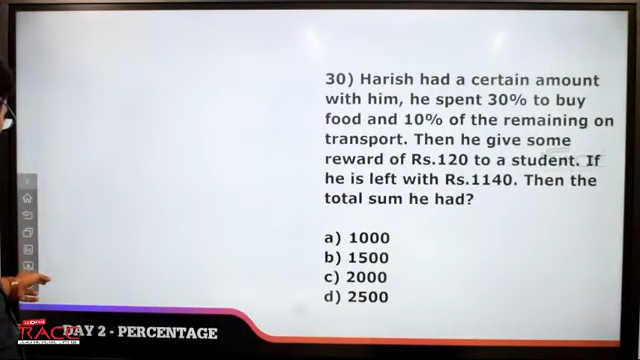 30) Harish had a certain amount
with him, he spent 30% to buy
food and 10% of the remaining on
transport. Then he give some
reward of Rs.120 to a student. If
he is left with Rs.1140. Then the
total sum he had?
a) 1000
b) 1500
c) 2000
d) 2500
RACE
DAY 2 - PERCENTAGE